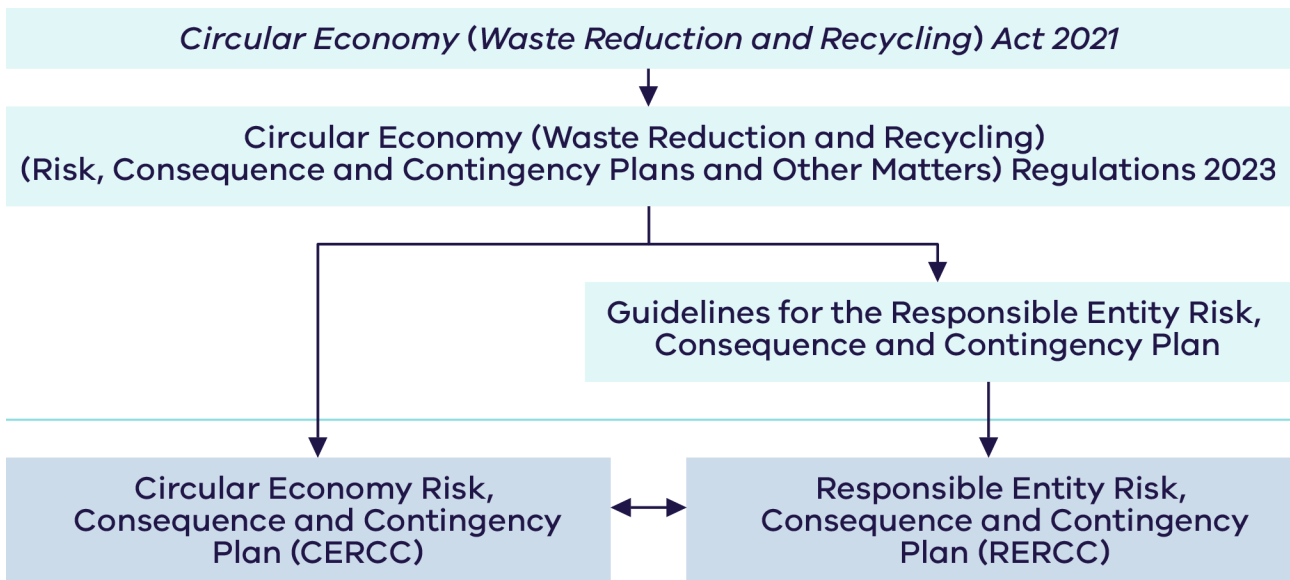 Circular Economy (Waste Reduction and Recycling) Act 2021
Circular Economy (Waste Reduction and Recycling)
(Risk, Consequence and Contingency Plans and Other Matters) Regulations 2023
Guidelines for the Responsible Entity Risk,
Consequence and Contingency Plan
Circular Economy Risk,
Consequence and Contingency
Plan (CERCC)
Responsible Entity Risk,
Consequence and Contingency
Plan (RERCC)